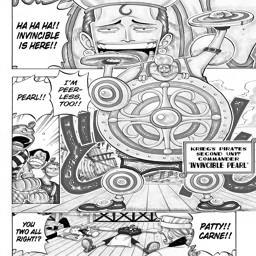 HA HA HA!!
INVINCIBLE
IS HERE!!
I'M
PEER-
LESS,
TOO!!
PEARL!!
KRIEG'S PIRATES
SECOND UNIT
COMMANDER
"INVINCIBLE PEARL"
PATTY!!
CARNE!!
YOU
TWO ALL
RIGHT!?